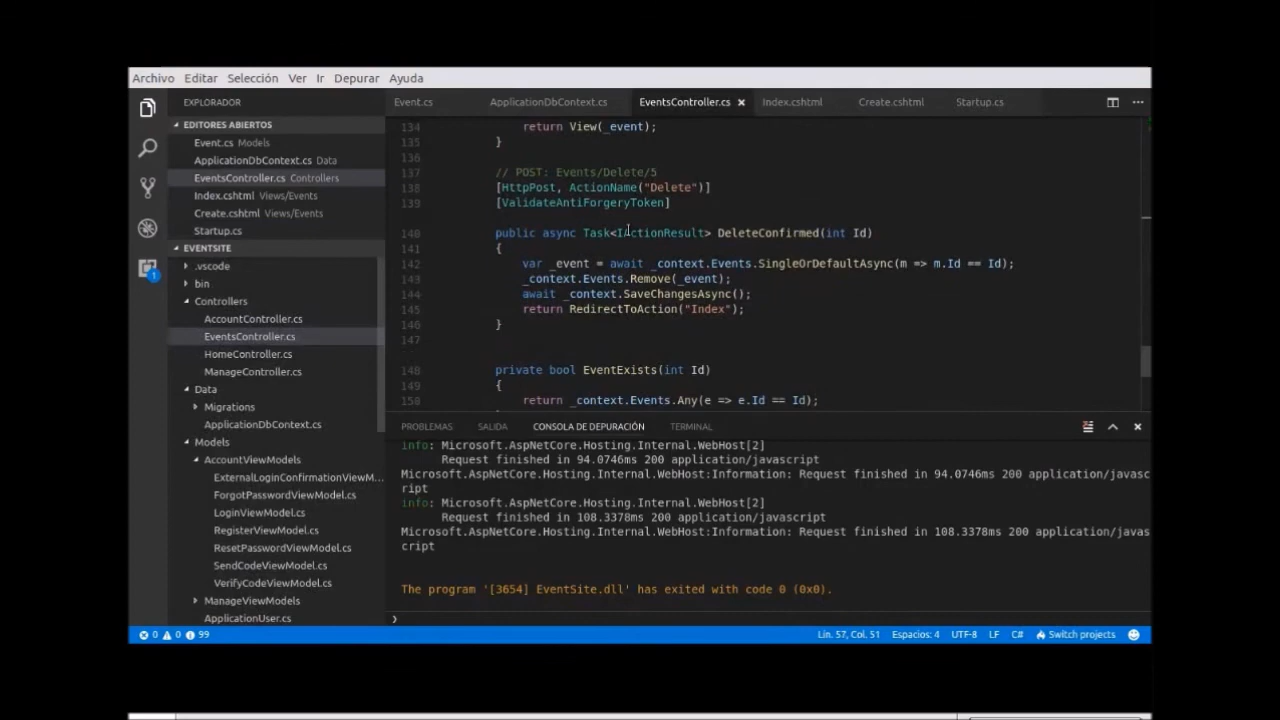 Archivo Editar Selección Ver Ir Depurar Ayuda
EXPLORADOR
EDITORES ABIERTOS
Event.cs Models
ApplicationDbContext.cs Data
EventsController.cs Controllers
Index.cshtml Views/Events
Create.cshtml Views/Events
Startup.cs
EVENTSITE
.vscode
bin
Controllers
AccountController.cs
EventsController.cs
HomeController.cs
ManageController.cs
Data
Migrations
ApplicationDbContext.cs
Models
AccountViewModels
ExternalLoginConfirmationViewM...
ForgotPasswordViewModel.cs
LoginViewModel.cs
RegisterViewModel.cs
ResetPasswordViewModel.cs
SendCodeViewModel.cs
VerifyCodeViewModel.cs
ManageViewModels
ApplicationUser.cs
1
Event.cs ApplicationDbContext.cs EventsController.cs Index.cshtml Create.cshtml Startup.cs
134 return View(_event);
135 }
136
137 // POST: Events/Delete/5
138 [HttpPost, ActionName("Delete")]
139 [ValidateAntiForgeryToken]
140 public async Task<IActionResult> DeleteConfirmed(int Id)
141 {
142 var _event = await _context.Events.SingleOrDefaultAsync(m => m.Id == Id);
143 _context.Events.Remove(_event);
144 await _context.SaveChangesAsync();
145 return RedirectToAction("Index");
146 }
147
148 private bool EventExists(int Id)
149 {
150 return _context.Events.Any(e => e.Id == Id);
PROBLEMAS SALIDA CONSOLA DE DEPURACIÓN TERMINAL
info: Microsoft.AspNetCore.Hosting.Internal.WebHost[2]
Request finished in 94.0746ms 200 application/javascript
Microsoft.AspNetCore.Hosting.Internal.WebHost:Information: Request finished in 94.0746ms 200 application/javasc
ript
info: Microsoft.AspNetCore.Hosting.Internal.WebHost[2]
Request finished in 108.3378ms 200 application/javascript
Microsoft.AspNetCore.Hosting.Internal.WebHost:Information: Request finished in 108.3378ms 200 application/javas
cript
The program '[3654] EventSite.dll' has exited with code 0 (0x0).
0 0 99 Lín. 57, Col. 51 Espacios: 4 UTF-8 LF C# Switch projects